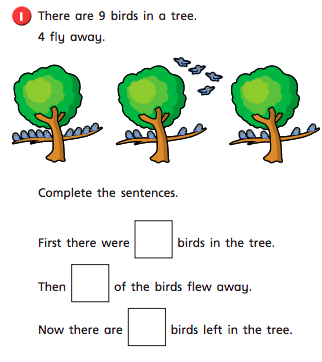 1 There are 9 birds in a tree.
4 fly away.
Complete the sentences.
First there were birds in the tree.
Then of the birds flew away.
Now there are birds left in the tree.